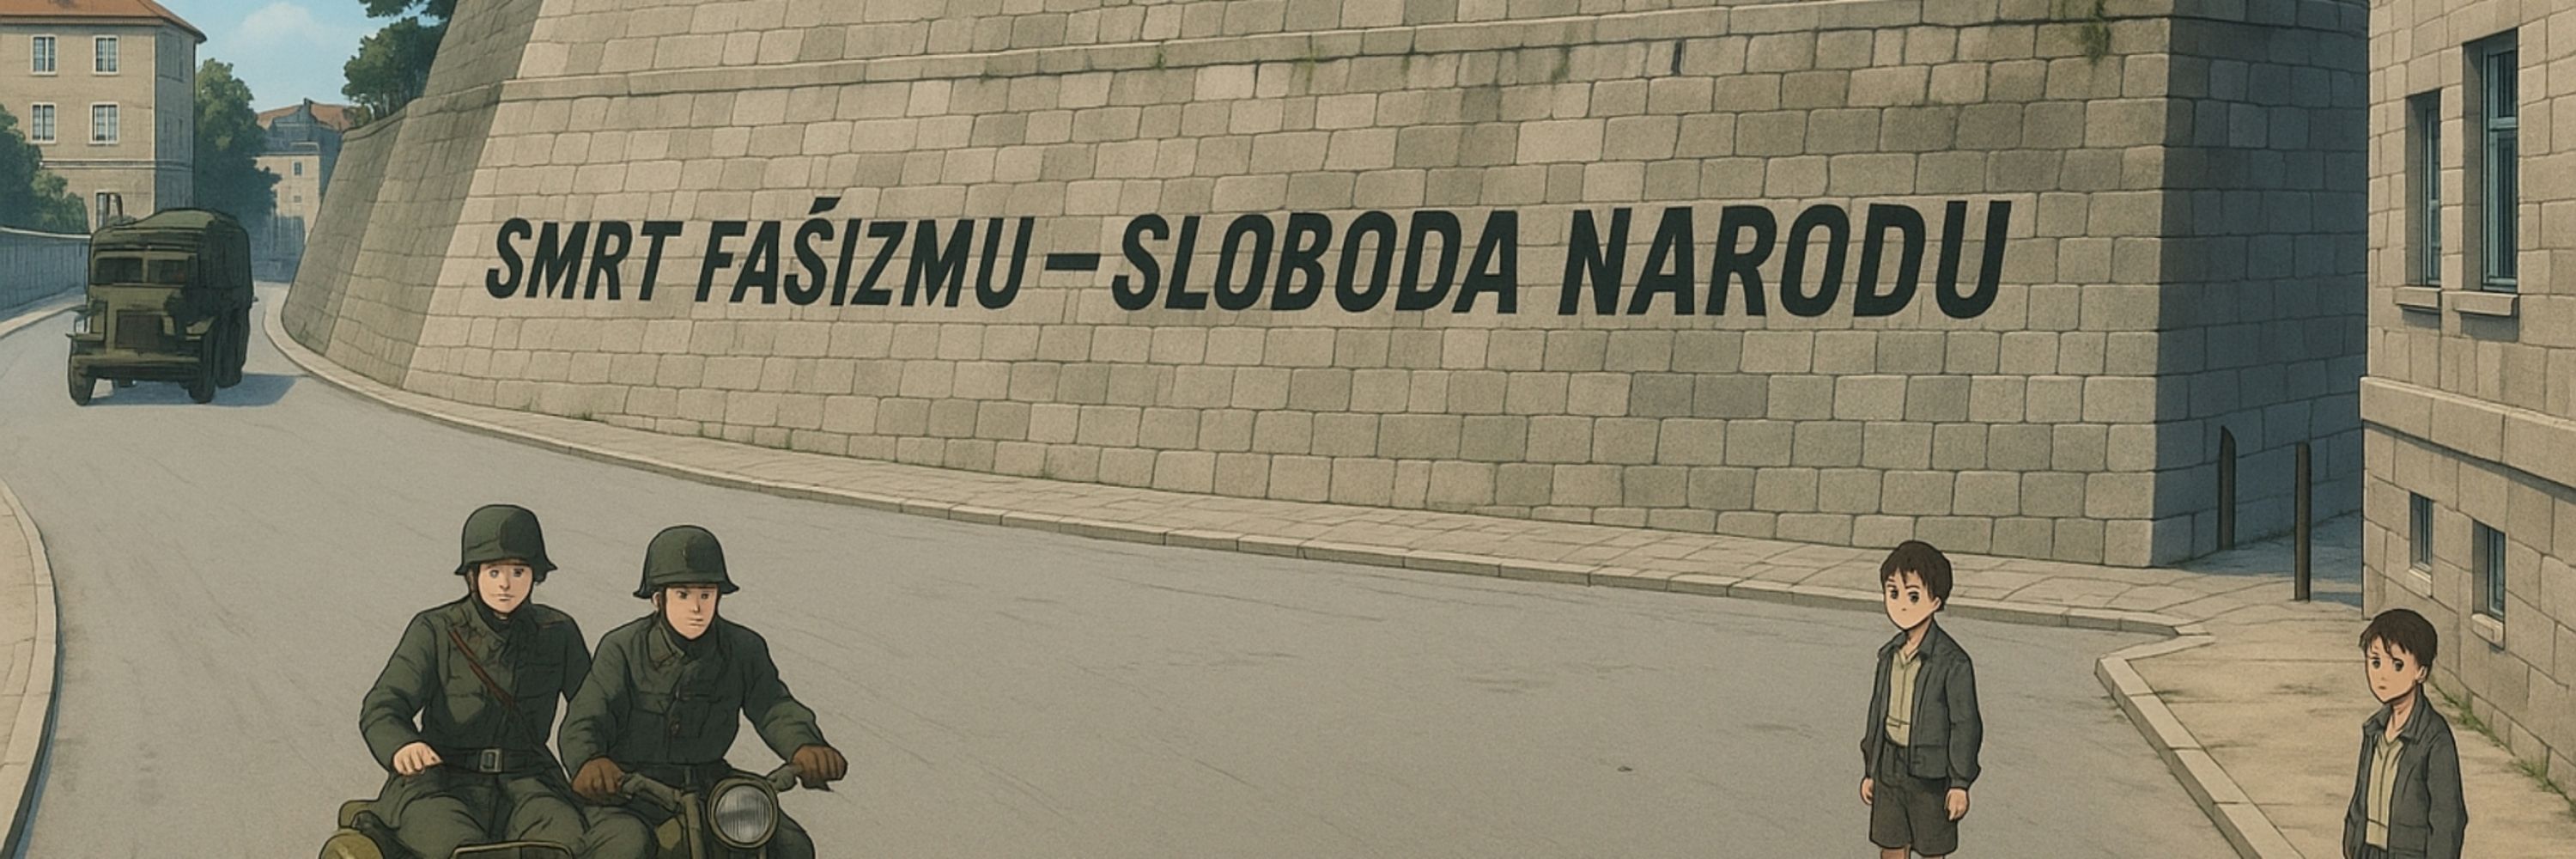 SMRT FAŠIZMU – SLOBODA NARODU